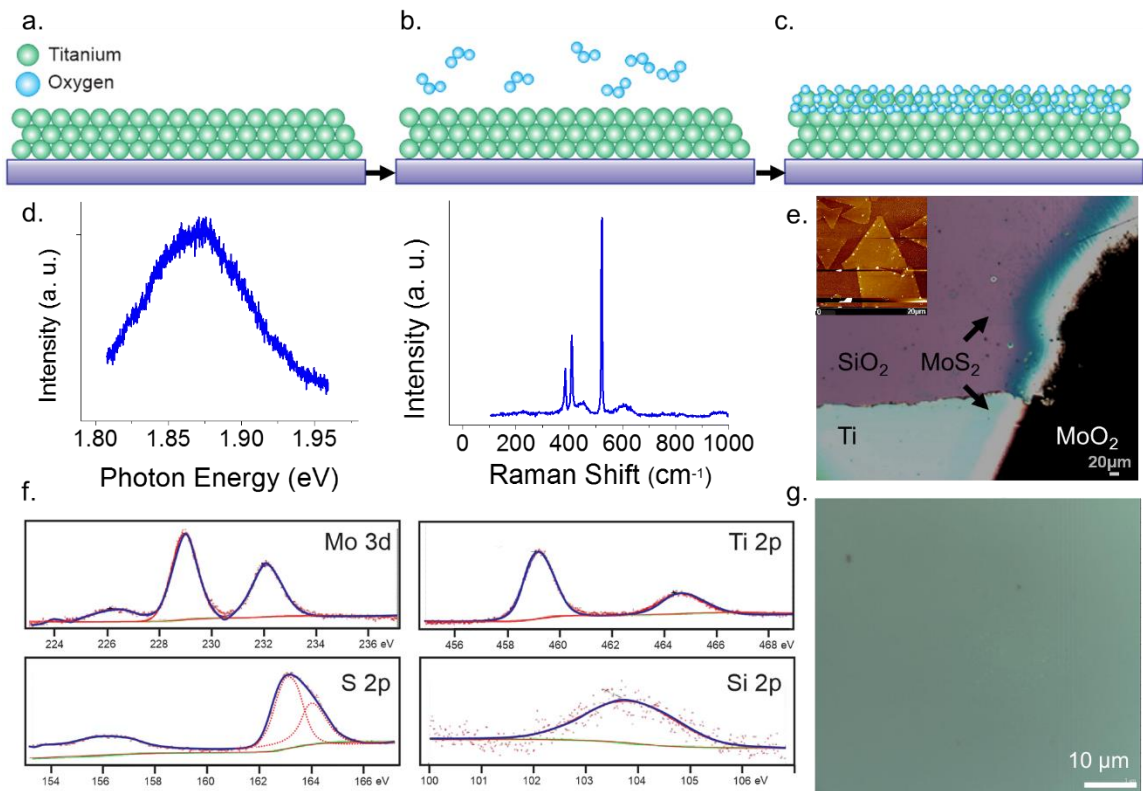 a.
b.
c.
Titanium
Oxygen
d.
Intensity (a. u.)
1.80 1.85 1.90 1.95
Photon Energy (eV)
Intensity (a. u.)
0 200 400 600 800 1000
Raman Shift (cm-1)
e.
0 20µm
SiO2
MoS2
Ti
MoO2
20µm
f.
Mo 3d
224 226 228 230 232 234 236 eV
Ti 2p
456 458 460 462 464 466 468 eV
S 2p
154 156 158 160 162 164 166 eV
Si 2p
100 101 102 103 104 105 106 eV
g.
10 µm